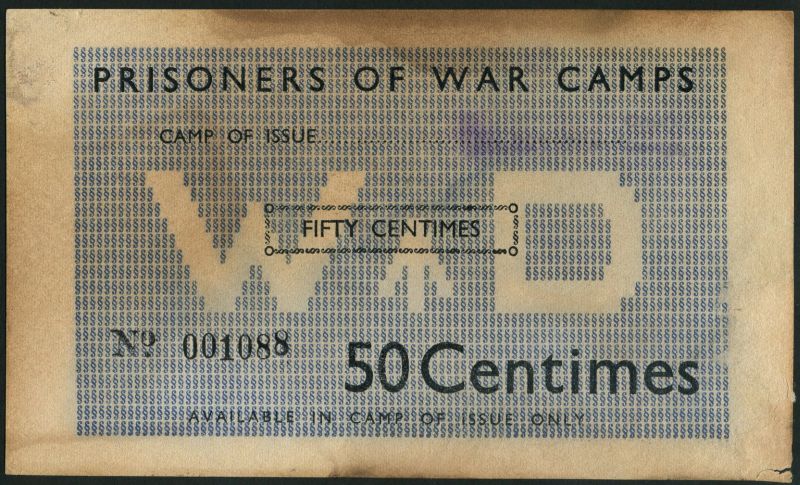 PRISONERS OF WAR CAMPS
CAMP OF ISSUE....................................................
W D
FIFTY CENTIMES
Nº 001088
50 Centimes
AVAILABLE IN CAMP OF ISSUE ONLY